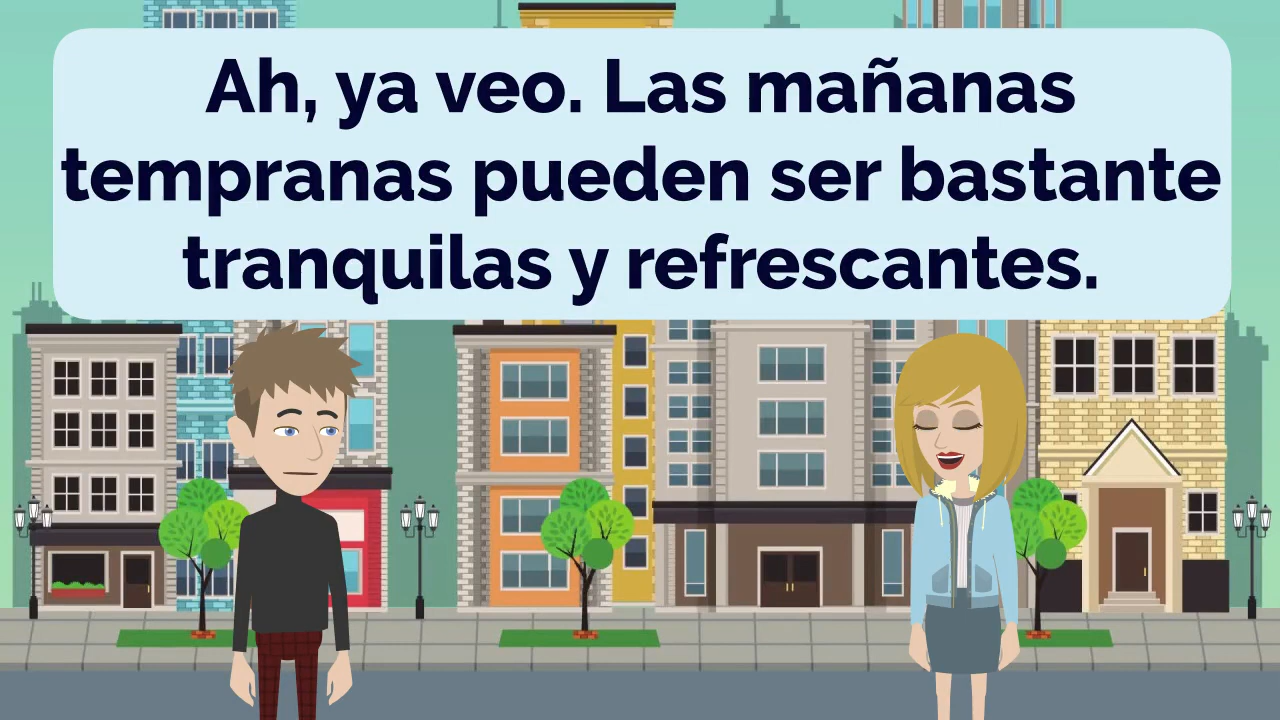 Ah, ya veo. Las mañanas
tempranas pueden ser bastante
tranquilas y refrescantes.